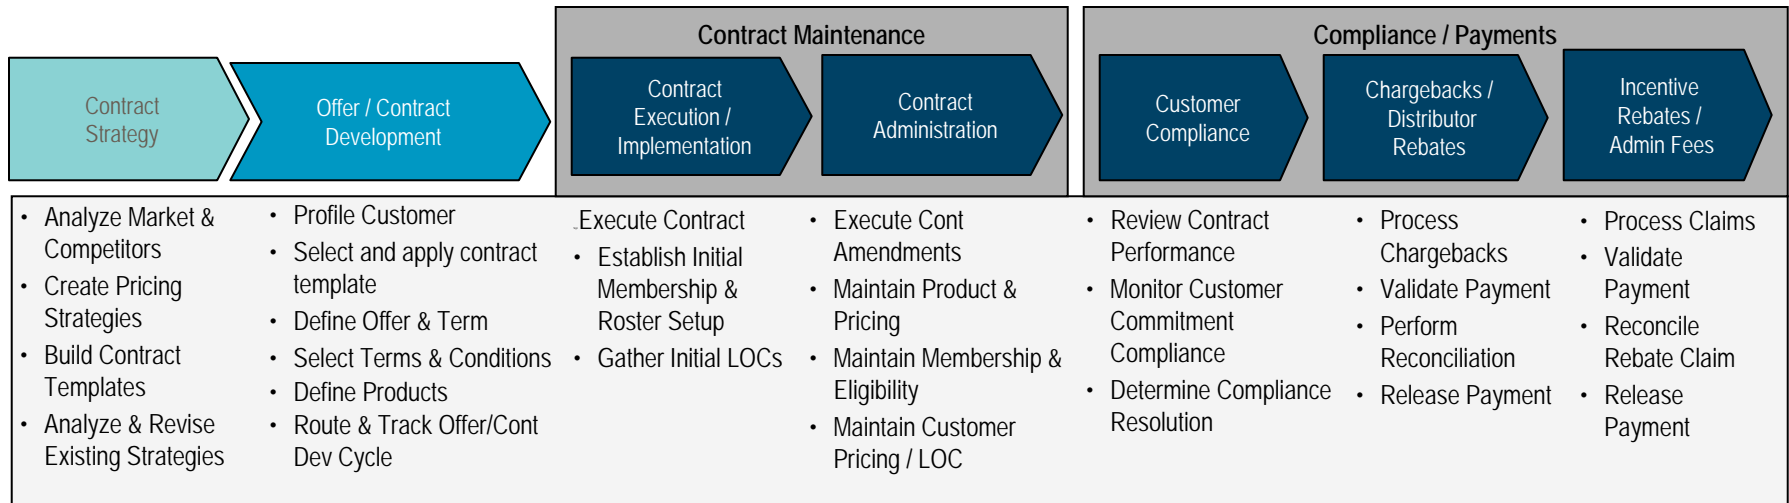 Contract Maintenance
Compliance / Payments
Contract
Strategy
Offer / Contract
Development
Contract
Execution /
Implementation
Contract
Administration
Customer
Compliance
Chargebacks /
Distributor
Rebates
Incentive
Rebates /
Admin Fees
• Analyze Market &
Competitors
• Create Pricing
Strategies
• Build Contract
Templates
• Analyze & Revise
Existing Strategies
• Profile Customer
• Select and apply contract
template
• Define Offer & Term
• Select Terms & Conditions
• Define Products
• Route & Track Offer/Cont
Dev Cycle
Execute Contract
• Establish Initial
Membership &
Roster Setup
• Gather Initial LOCs
• Execute Cont
Amendments
• Maintain Product &
Pricing
• Maintain Membership &
Eligibility
• Maintain Customer
Pricing / LOC
• Review Contract
Performance
• Monitor Customer
Commitment
Compliance
• Determine Compliance
Resolution
• Process
Chargebacks
• Validate Payment
• Perform
Reconciliation
• Release Payment
• Process Claims
• Validate
Payment
• Reconcile
Rebate Claim
• Release
Payment